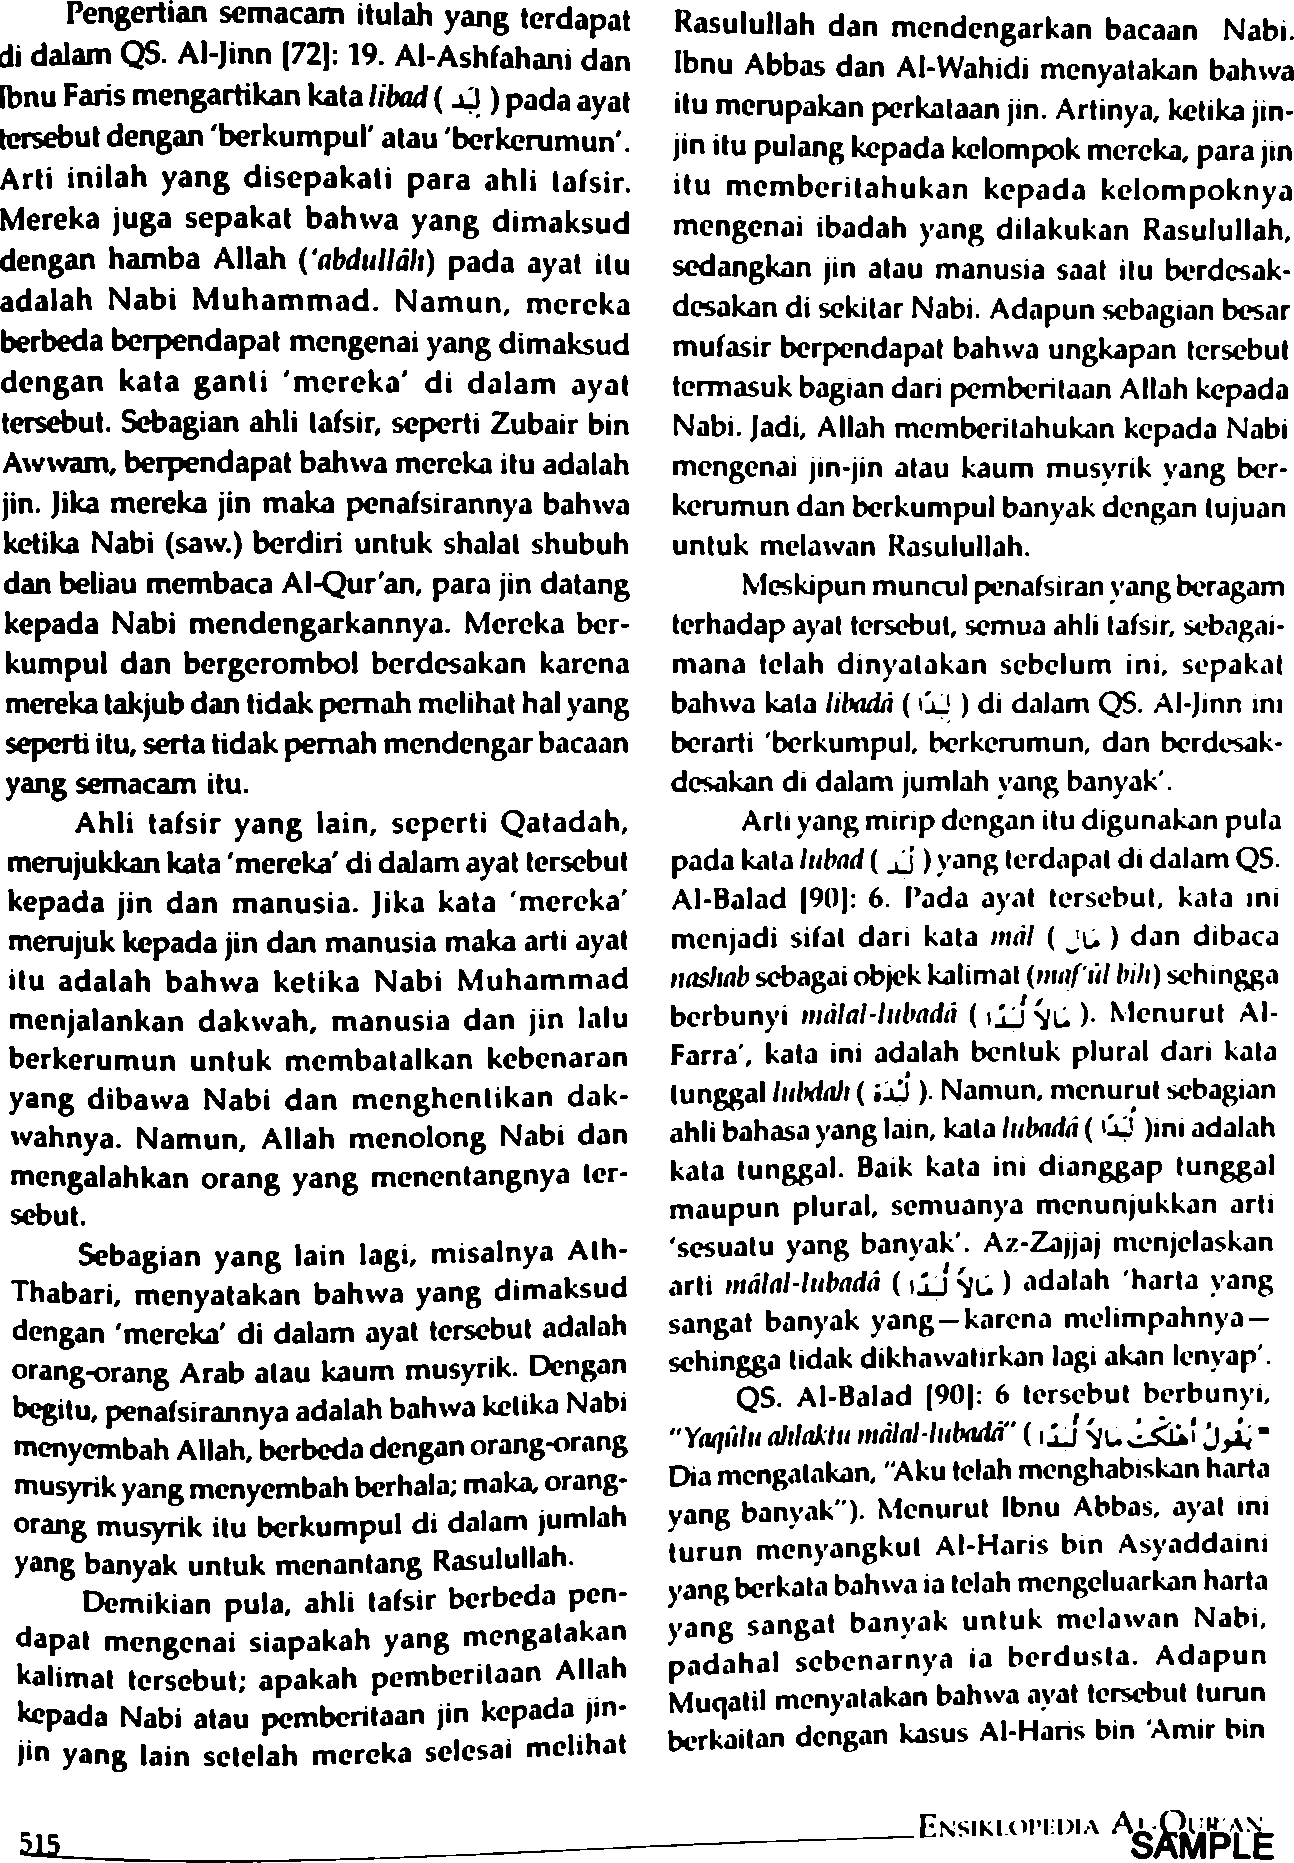 Pengertian semacam itulah yang terdapat
di dalam QS. Al-Jinn [72]: 19. Al-Ashfahani dan
Ibnu Faris mengartikan kata libad ( لِبَد ) pada ayat
tersebut dengan 'berkumpul' atau 'berkerumun'.
Arti inilah yang disepakati para ahli tafsir.
Mereka juga sepakat bahwa yang dimaksud
dengan hamba Allah ('abdullâh) pada ayat itu
adalah Nabi Muhammad. Namun, mereka
berbeda berpendapat mengenai yang dimaksud
dengan kata ganti 'mereka' di dalam ayat
tersebut. Sebagian ahli tafsir, seperti Zubair bin
Awwam, berpendapat bahwa mereka itu adalah
jin. Jika mereka jin maka penafsirannya bahwa
ketika Nabi (saw.) berdiri untuk shalat shubuh
dan beliau membaca Al-Qur'an, para jin datang
kepada Nabi mendengarkannya. Mereka ber-
kumpul dan bergerombol berdesakan karena
mereka takjub dan tidak pernah melihat hal yang
seperti itu, serta tidak pernah mendengar bacaan
yang semacam itu.
Ahli tafsir yang lain, seperti Qatadah,
merujukkan kata 'mereka' di dalam ayat tersebut
kepada jin dan manusia. Jika kata 'mereka'
merujuk kepada jin dan manusia maka arti ayat
itu adalah bahwa ketika Nabi Muhammad
menjalankan dakwah, manusia dan jin lalu
berkerumun untuk membatalkan kebenaran
yang dibawa Nabi dan menghentikan dak-
wahnya. Namun, Allah menolong Nabi dan
mengalahkan orang yang menentangnya ter-
sebut.
Sebagian yang lain lagi, misalnya Ath-
Thabari, menyatakan bahwa yang dimaksud
dengan 'mereka' di dalam ayat tersebut adalah
orang-orang Arab atau kaum musyrik. Dengan
begitu, penafsirannya adalah bahwa ketika Nabi
menyembah Allah, berbeda dengan orang-orang
musyrik yang menyembah berhala; maka, orang-
orang musyrik itu berkumpul di dalam jumlah
yang banyak untuk menantang Rasulullah.
Demikian pula, ahli tafsir berbeda pen-
dapat mengenai siapakah yang mengatakan
kalimat tersebut; apakah pemberitaan Allah
kepada Nabi atau pemberitaan jin kepada jin-
jin yang lain setelah mereka selesai melihat
Rasulullah dan mendengarkan bacaan Nabi.
Ibnu Abbas dan Al-Wahidi menyatakan bahwa
itu merupakan perkataan jin. Artinya, ketika jin-
jin itu pulang kepada kelompok mereka, para jin
itu memberitahukan kepada kelompoknya
mengenai ibadah yang dilakukan Rasulullah,
sedangkan jin atau manusia saat itu berdesak-
desakan di sekitar Nabi. Adapun sebagian besar
mufasir berpendapat bahwa ungkapan tersebut
termasuk bagian dari pemberitaan Allah kepada
Nabi. Jadi, Allah memberitahukan kepada Nabi
mengenai jin-jin atau kaum musyrik yang ber-
kerumun dan berkumpul banyak dengan tujuan
untuk melawan Rasulullah.
Meskipun muncul penafsiran yang beragam
terhadap ayat tersebut, semua ahli tafsir, sebagai-
mana telah dinyatakan sebelum ini, sepakat
bahwa kata libadâ ( لِبَدًا ) di dalam QS. Al-Jinn ini
berarti 'berkumpul, berkerumun, dan berdesak-
desakan di dalam jumlah yang banyak'.
Arti yang mirip dengan itu digunakan pula
pada kata lubad ( لُبَد ) yang terdapat di dalam QS.
Al-Balad [90]: 6. Pada ayat tersebut, kata ini
menjadi sifat dari kata mâl ( مَال ) dan dibaca
nashab sebagai objek kalimat (maf'ûl bih) sehingga
berbunyi mâlal-lubadâ ( مَالًا لُبَدًا ). Menurut Al-
Farra', kata ini adalah bentuk plural dari kata
tunggal lubdah ( لُبْدَة ). Namun, menurut sebagian
ahli bahasa yang lain, kata lubadâ ( لُبَدًا )ini adalah
kata tunggal. Baik kata ini dianggap tunggal
maupun plural, semuanya menunjukkan arti
'sesuatu yang banyak'. Az-Zajjaj menjelaskan
arti mâlal-lubadâ ( مَالًا لُبَدًا ) adalah 'harta yang
sangat banyak yang—karena melimpahnya—
sehingga tidak dikhawatirkan lagi akan lenyap'.
QS. Al-Balad [90]: 6 tersebut berbunyi,
"Yaqûlu ahlaktu mâlal-lubadâ" ( يَقُولُ أَهْلَكْتُ مَالًا لُبَدًا =
Dia mengatakan, "Aku telah menghabiskan harta
yang banyak"). Menurut Ibnu Abbas, ayat ini
turun menyangkut Al-Haris bin Asyaddaini
yang berkata bahwa ia telah mengeluarkan harta
yang sangat banyak untuk melawan Nabi,
padahal sebenarnya ia berdusta. Adapun
Muqatil menyatakan bahwa ayat tersebut turun
berkaitan dengan kasus Al-Haris bin 'Amir bin
515
ENSIKLOPEDIA AL-QUR'AN
SAMPLE